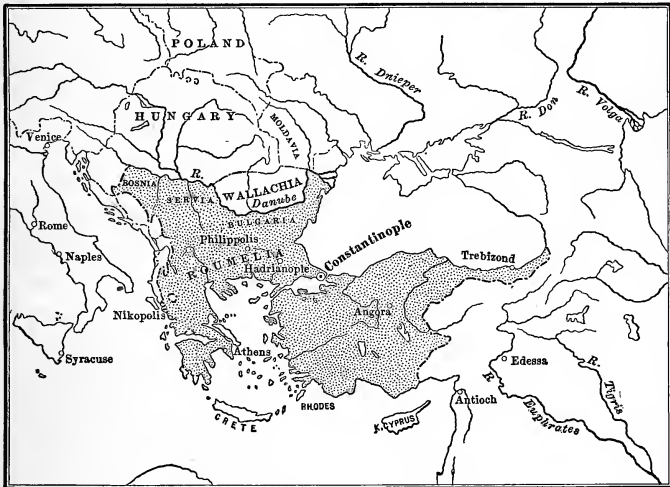 POLAND
R. Dnieper
R. Don
R. Volga
HUNGARY
MOLDAVIA
Venice
R.
BOSNIA
SERVIA
WALLACHIA
Danube
BULGARIA
Constantinople
Rome
Philippolis
Naples
ROUMELIA
Hadrianople
Trebizond
Nikopolis
Angora
Athens
Syracuse
Edessa
R. Tigris
RHODES
CRETE
K. CYPRUS
Antioch
R. Euphrates